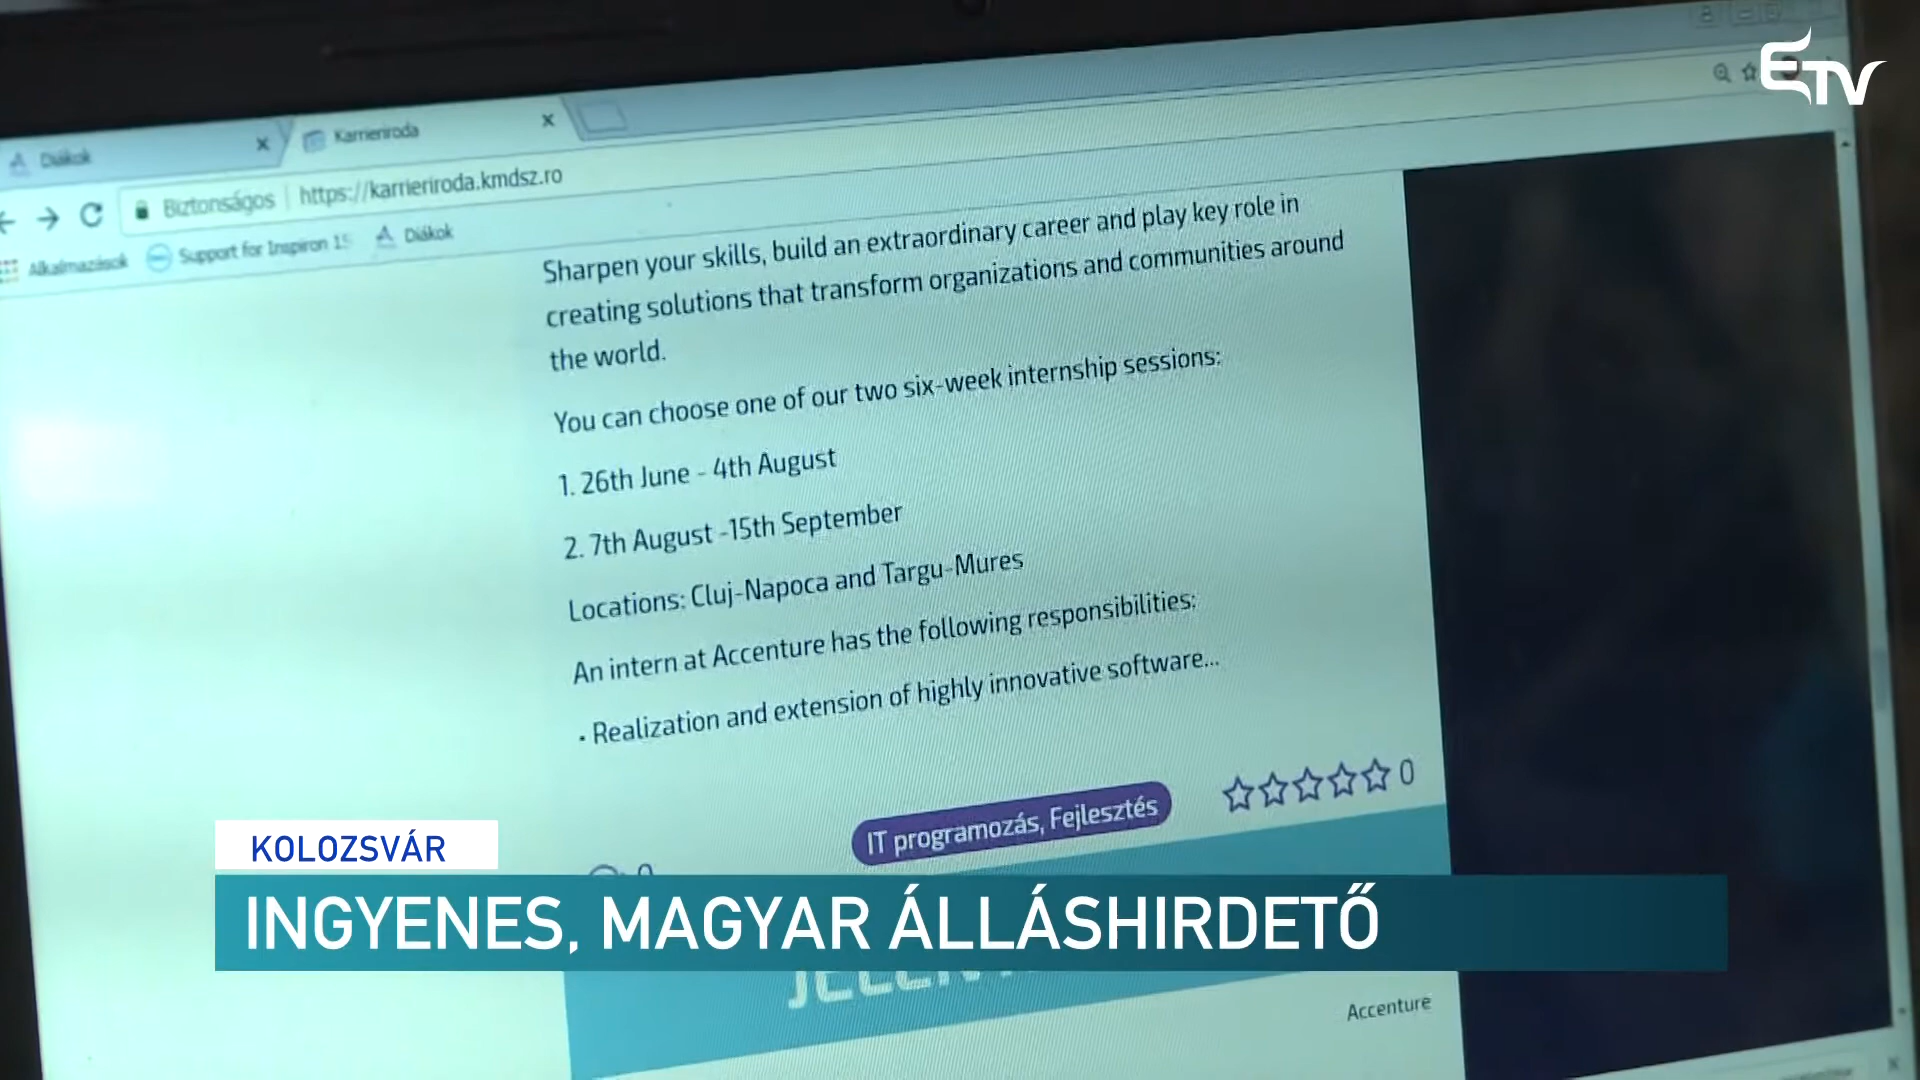 ETV
Diákok
Karrieriroda
Biztonságos
https://karrieriroda.kmdsz.ro
Alkalmazások
Support for Inspiron 15
Diákok
Sharpen your skills, build an extraordinary career and play key role in
creating solutions that transform organizations and communities around
the world.
You can choose one of our two six-week internship sessions:
1. 26th June - 4th August
2. 7th August -15th September
Locations: Cluj-Napoca and Targu-Mures
An intern at Accenture has the following responsibilities:
• Realization and extension of highly innovative software...
IT programozás, Fejlesztés
0
0
KOLOZSVÁR
INGYENES, MAGYAR ÁLLÁSHIRDETŐ
Accenture